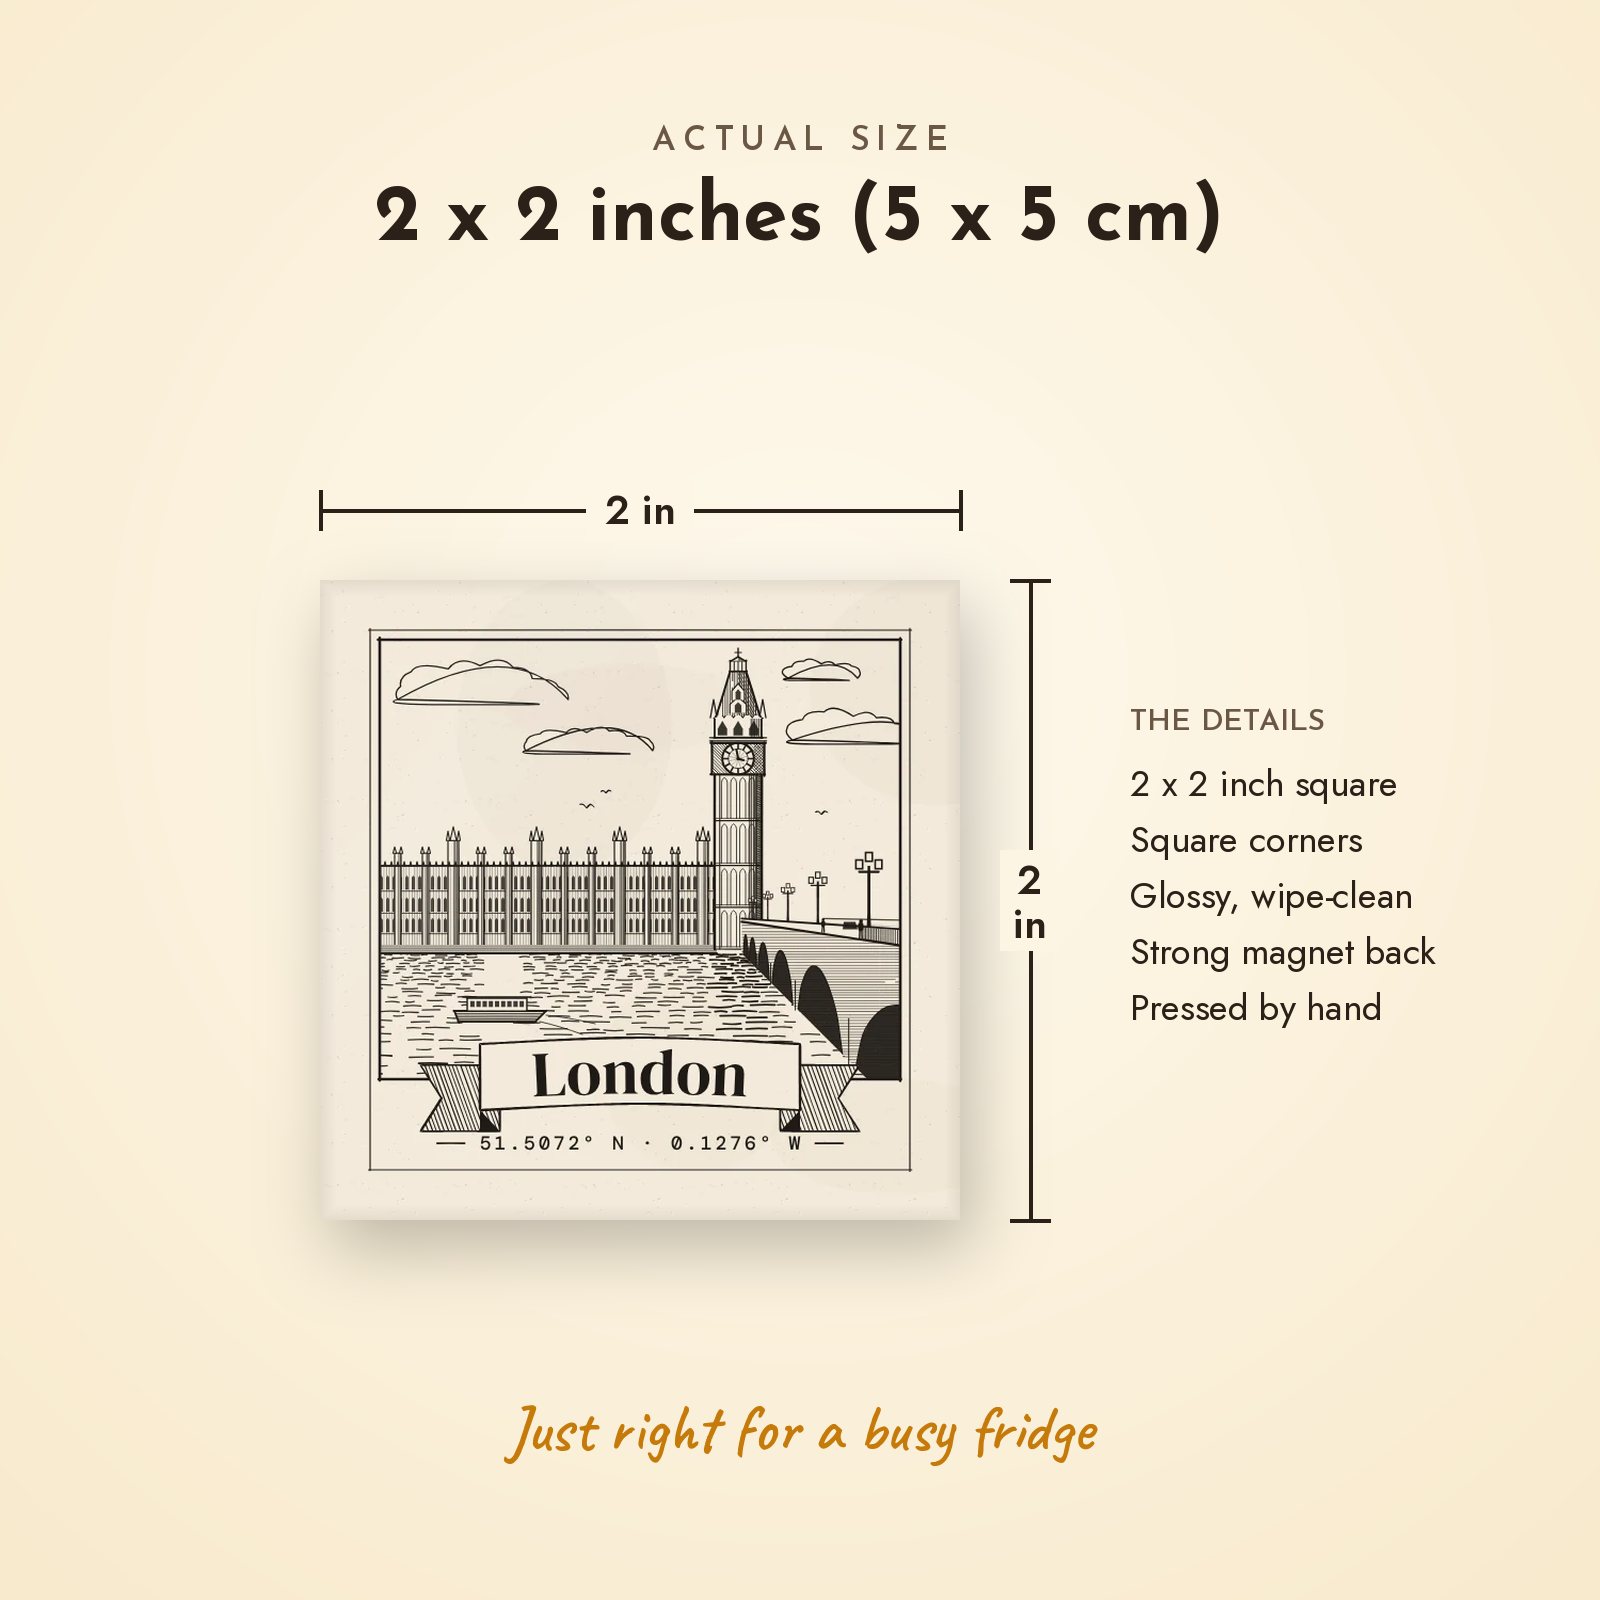 ACTUAL SIZE
2 x 2 inches (5 x 5 cm)
2 in
2
in
London
51.5072° N · 0.1276° W
THE DETAILS
2 x 2 inch square
Square corners
Glossy, wipe-clean
Strong magnet back
Pressed by hand
Just right for a busy fridge